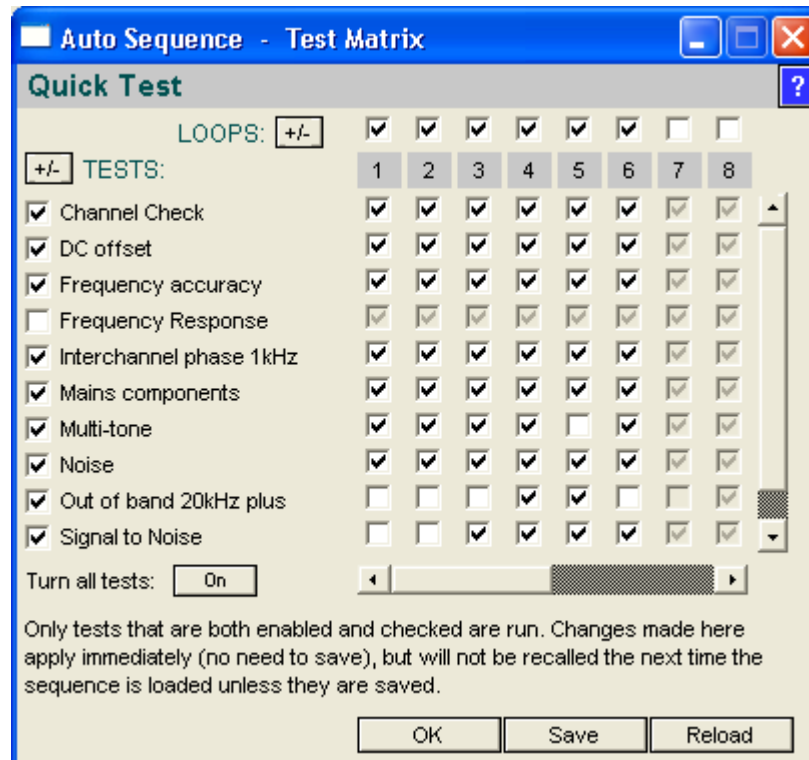 Auto Sequence - Test Matrix
Quick Test
?
LOOPS: +/-
+/- TESTS:
1 2 3 4 5 6 7 8
Channel Check
DC offset
Frequency accuracy
Frequency Response
Interchannel phase 1kHz
Mains components
Multi-tone
Noise
Out of band 20kHz plus
Signal to Noise
Turn all tests: On
Only tests that are both enabled and checked are run. Changes made here
apply immediately (no need to save), but will not be recalled the next time the
sequence is loaded unless they are saved.
OK Save Reload